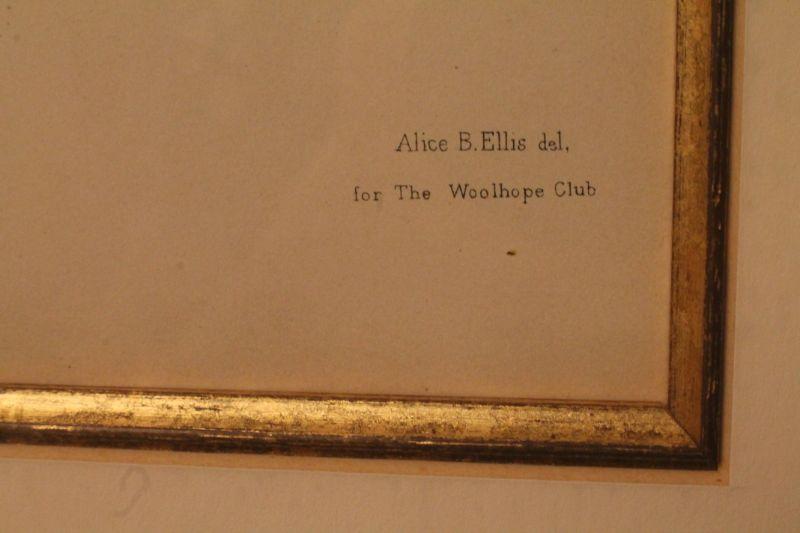 Alice B. Ellis del,
for The Woolhope Club